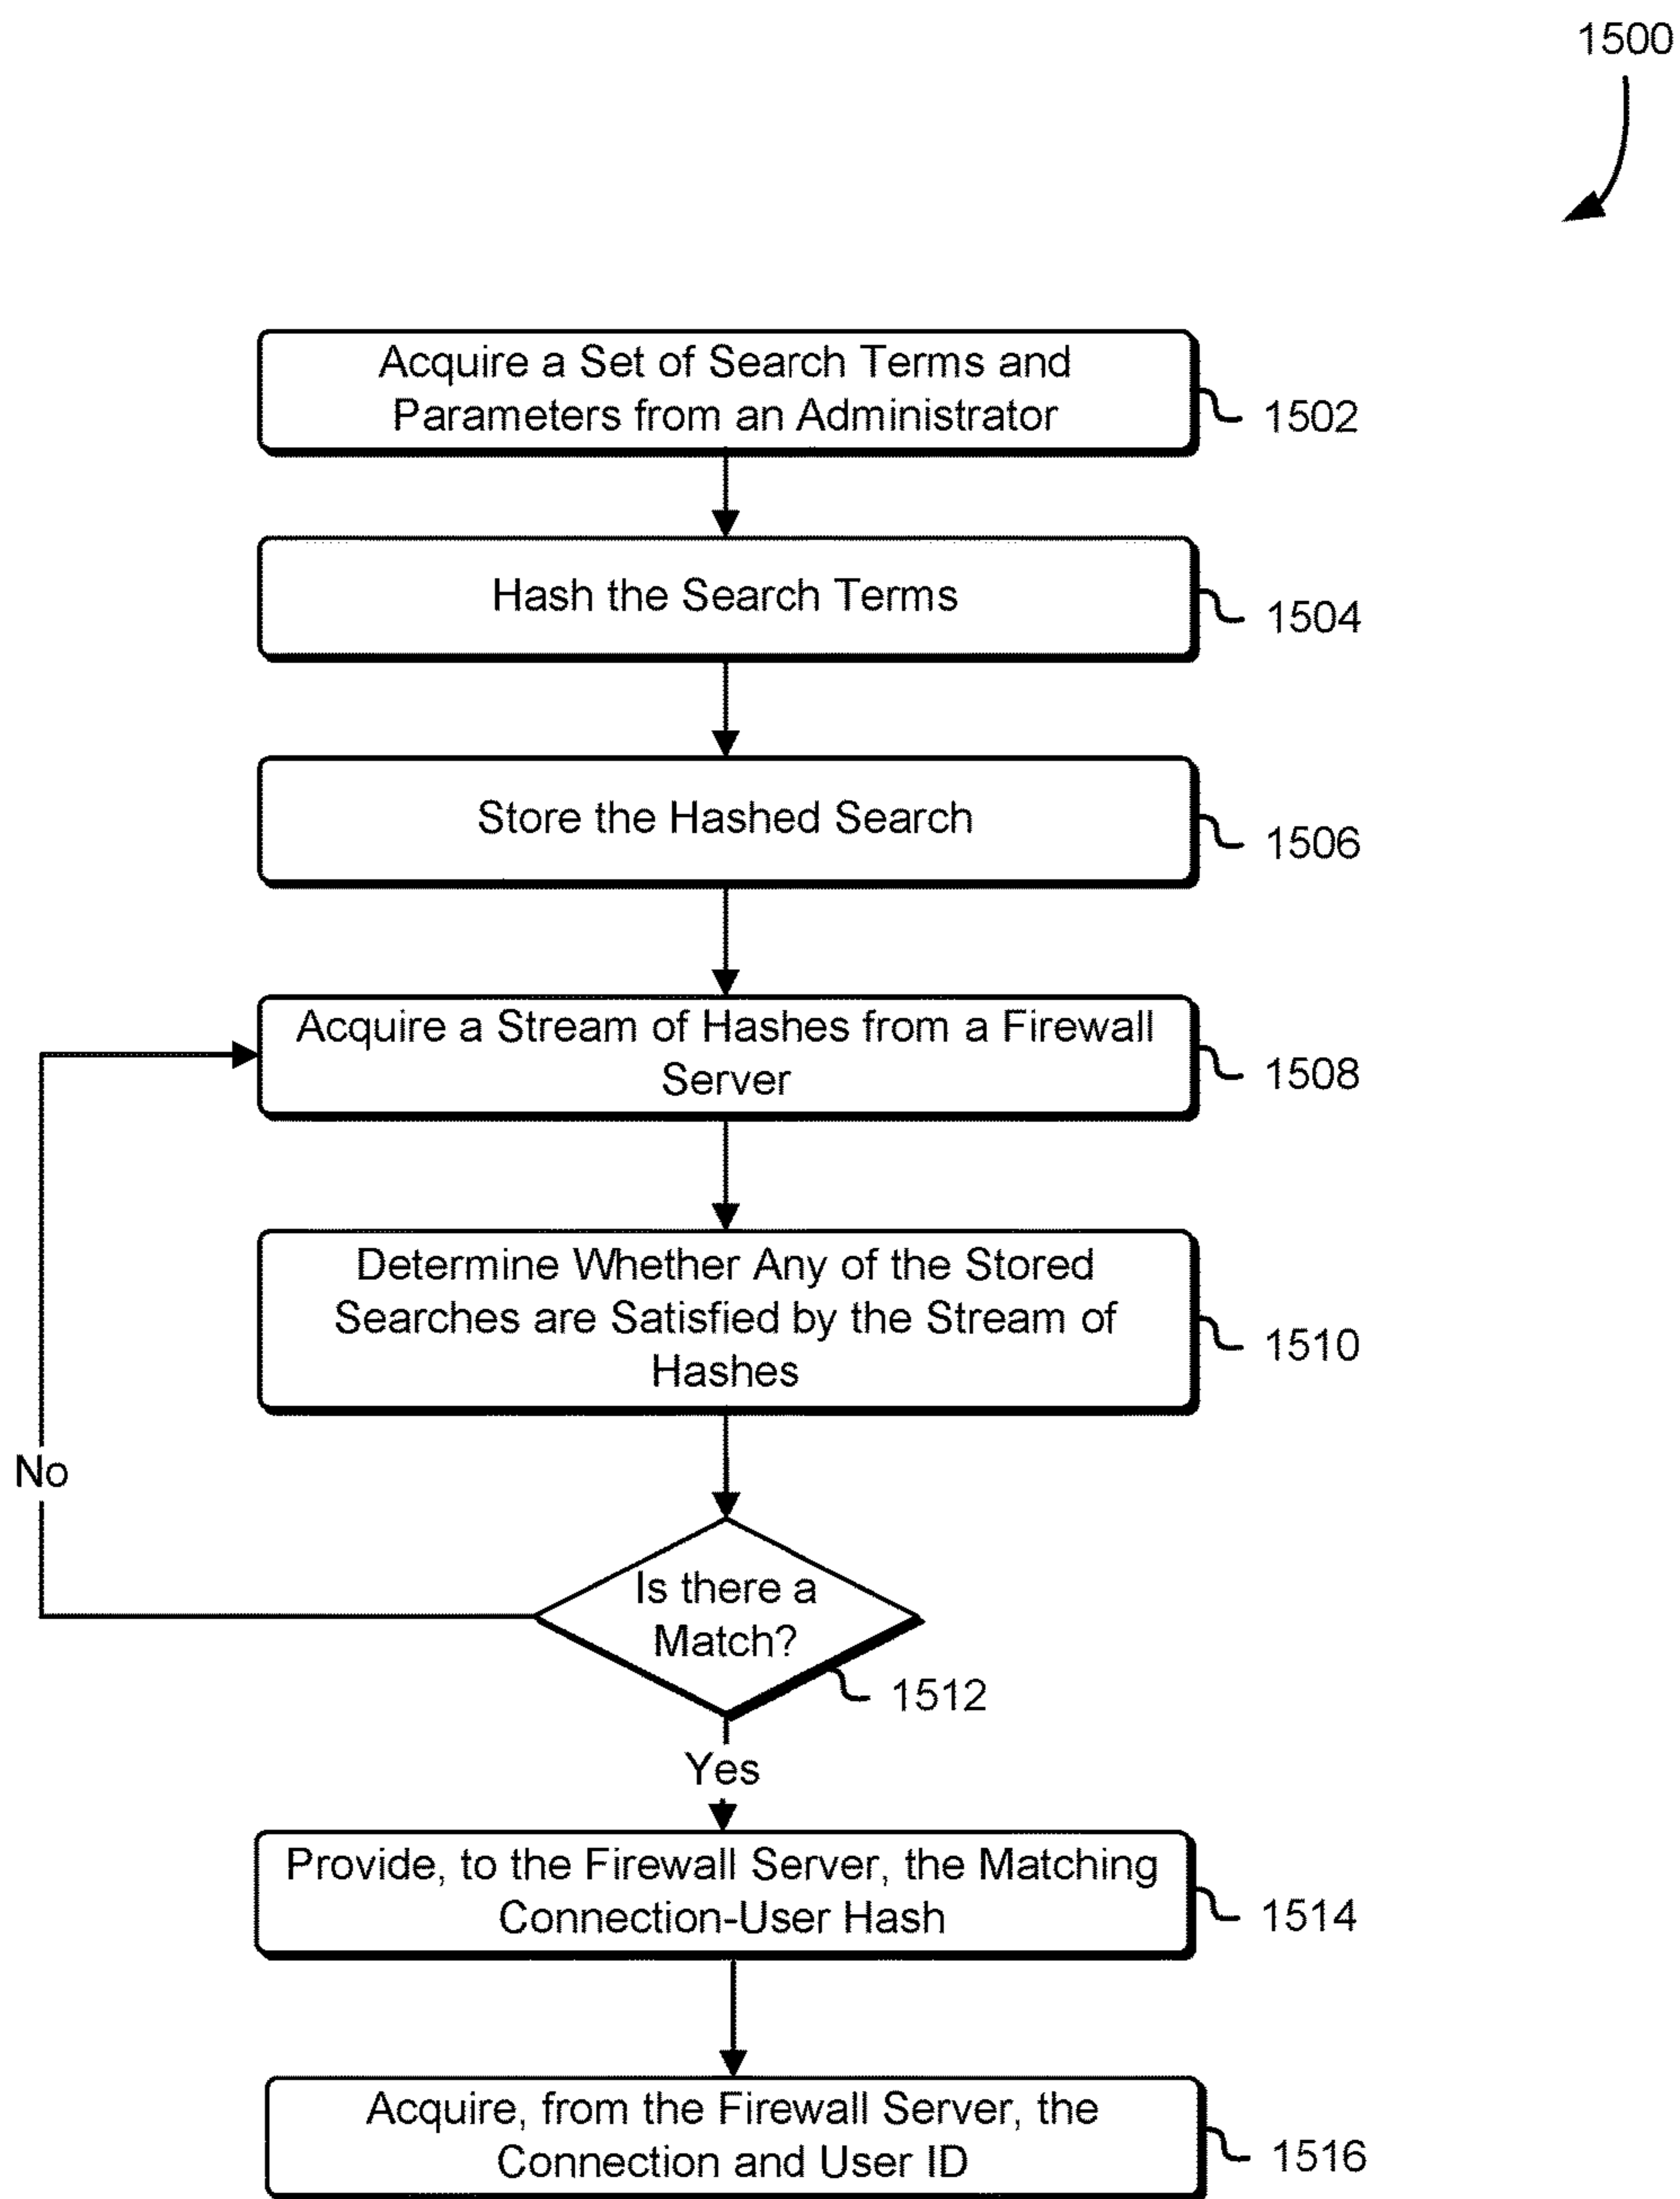 1500
Acquire a Set of Search Terms and
Parameters from an Administrator
1502
Hash the Search Terms
1504
Store the Hashed Search
1506
Acquire a Stream of Hashes from a Firewall
Server
1508
Determine Whether Any of the Stored
Searches are Satisfied by the Stream of
Hashes
1510
No
Is there a
Match?
1512
Yes
Provide, to the Firewall Server, the Matching
Connection-User Hash
1514
Acquire, from the Firewall Server, the
Connection and User ID
1516